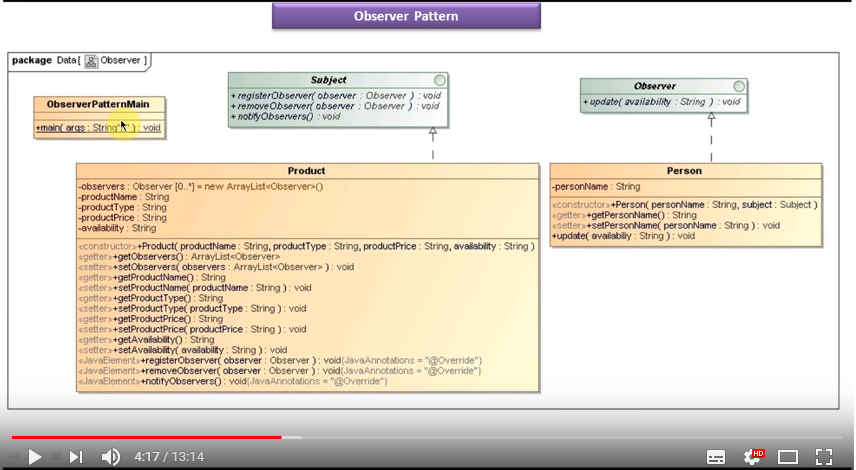 Observer Pattern
package Data[ Observer ]
ObserverPatternMain
+main( args : String"[]" ) : void
Subject
+registerObserver( observer : Observer ) : void
+removeObserver( observer : Observer ) : void
+notifyObservers() : void
Observer
+update( availability : String ) : void
Product
-observers : Observer [0..*] = new ArrayList<Observer>()
-productName : String
-productType : String
-productPrice : String
-availability : String
«constructor»+Product( productName : String, productType : String, productPrice : String, availability : String )
«getter»+getObservers() : ArrayList<Observer>
«setter»+setObservers( observers : ArrayList<Observer> ) : void
«getter»+getProductName() : String
«setter»+setProductName( productName : String ) : void
«getter»+getProductType() : String
«setter»+setProductType( productType : String ) : void
«getter»+getProductPrice() : String
«setter»+setProductPrice( productPrice : String ) : void
«getter»+getAvailability() : String
«setter»+setAvailability( availability : String ) : void
«JavaElement»+registerObserver( observer : Observer ) : void{JavaAnnotations = "@Override"}
«JavaElement»+removeObserver( observer : Observer ) : void{JavaAnnotations = "@Override"}
«JavaElement»+notifyObservers() : void{JavaAnnotations = "@Override"}
Person
-personName : String
«constructor»+Person( personName : String, subject : Subject )
«getter»+getPersonName() : String
«setter»+setPersonName( personName : String ) : void
+update( availabiliy : String ) : void
4:17 / 13:14
HD